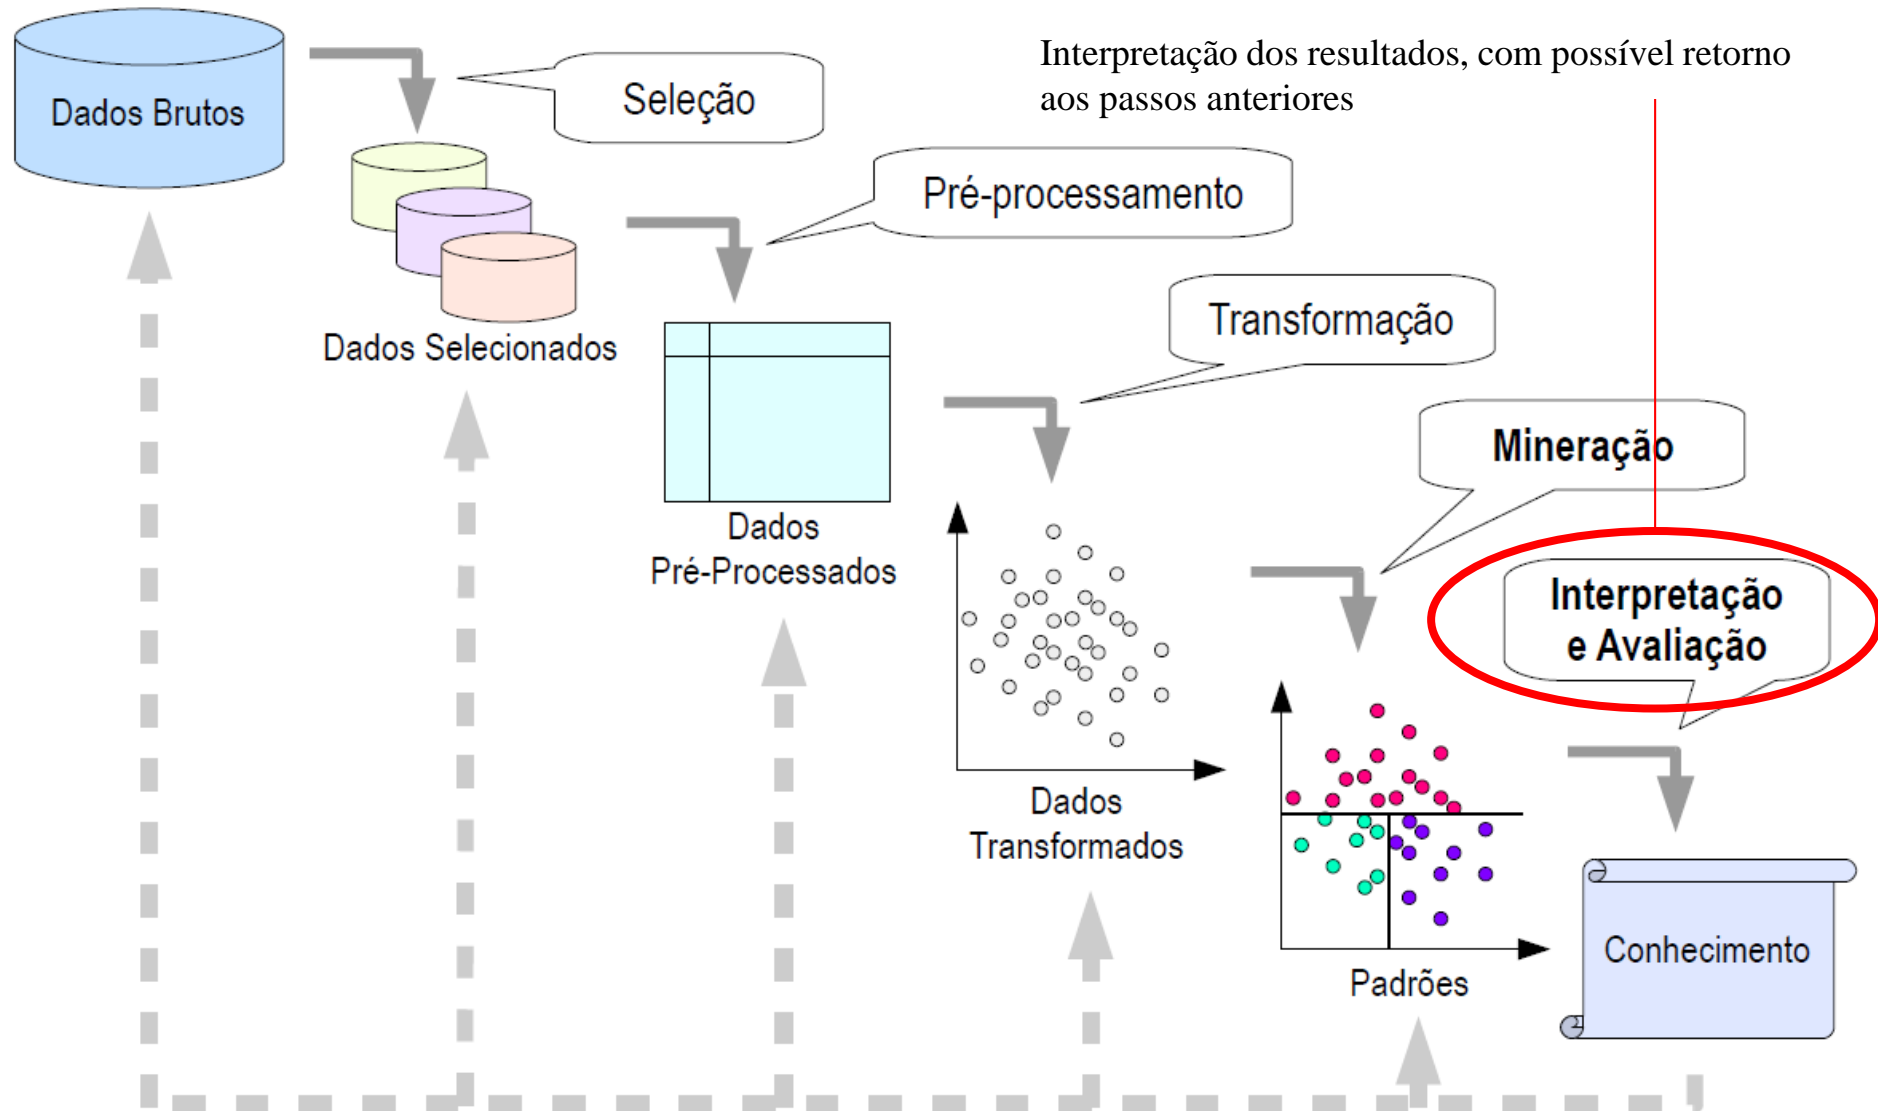 Interpretação dos resultados, com possível retorno
aos passos anteriores
Dados Brutos
Seleção
Pré-processamento
Dados Selecionados
Transformação
Mineração
Dados
Pré-Processados
Interpretação
e Avaliação
Dados
Transformados
Padrões
Conhecimento